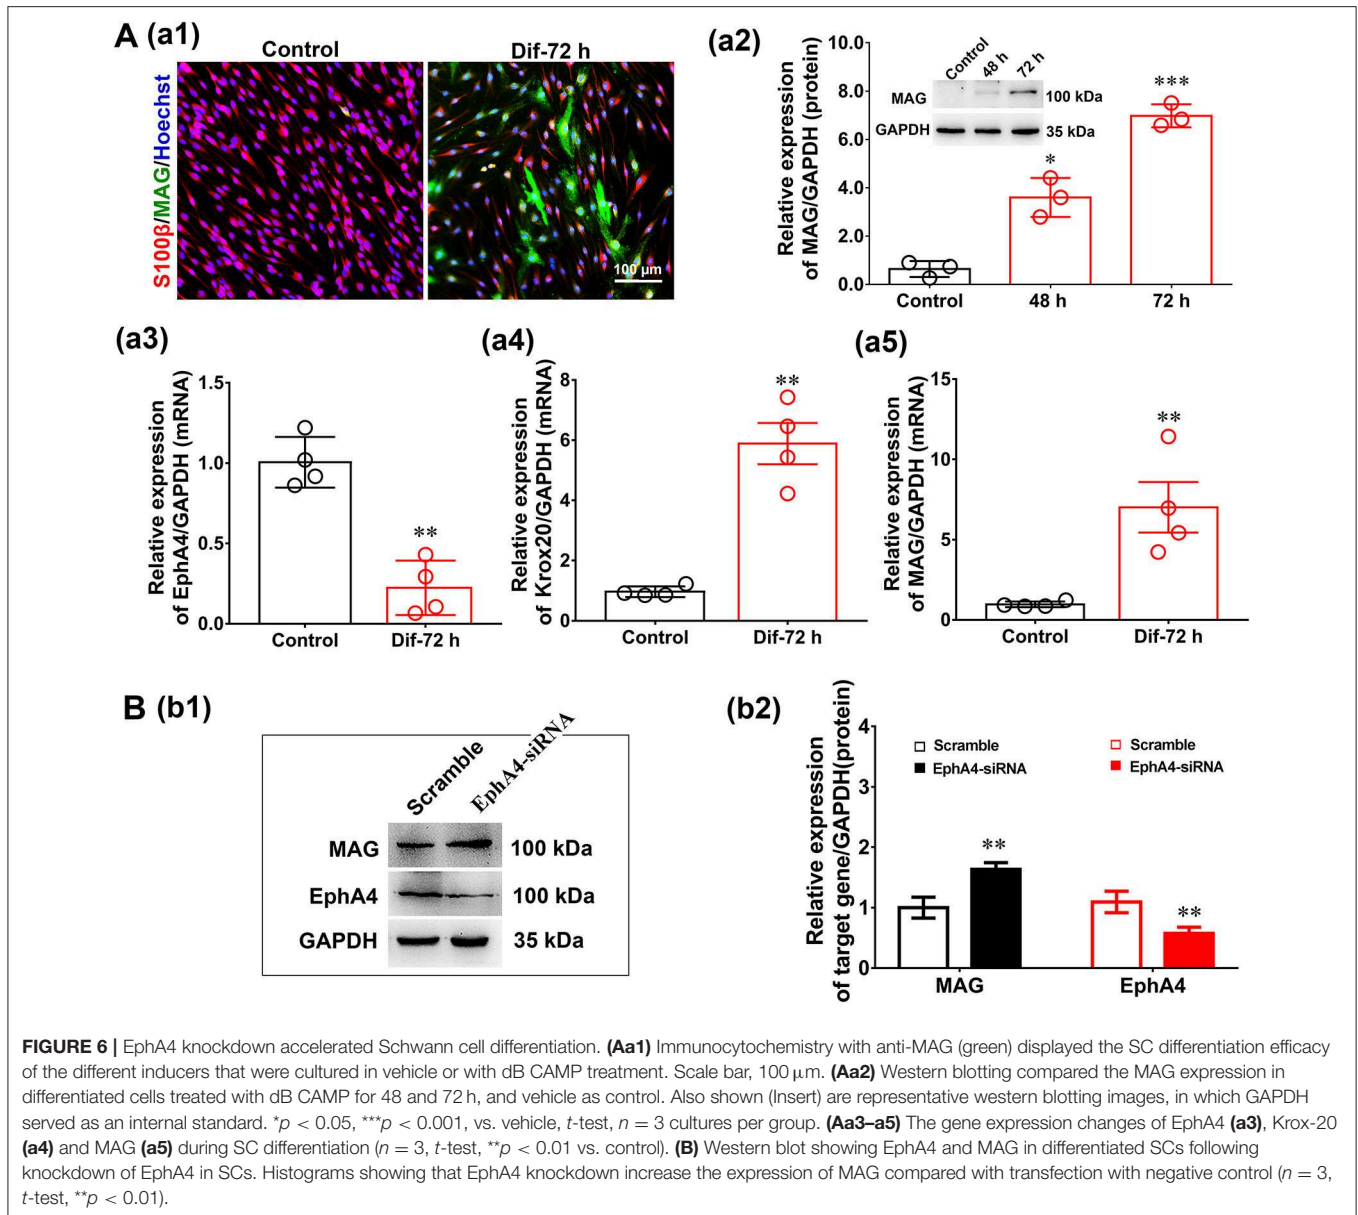 A (a1)
Control
Dif-72 h
S100β/MAG/Hoechst
100 µm
(a2)
Relative expression
of MAG/GAPDH (protein)
10.0
8.0
6.0
4.0
2.0
0.0
Control
48 h
72 h
MAG
100 kDa
GAPDH
35 kDa
*
***
Control
48 h
72 h
(a3)
Relative expression
of EphA4/GAPDH (mRNA)
1.5
1.0
0.5
0.0
**
Control
Dif-72 h
(a4)
Relative expression
of Krox20/GAPDH (mRNA)
8
6
4
2
0
**
Control
Dif-72 h
(a5)
Relative expression
of MAG/GAPDH (mRNA)
15
10
5
0
**
Control
Dif-72 h
B (b1)
Scramble
EphA4-siRNA
MAG
100 kDa
EphA4
100 kDa
GAPDH
35 kDa
(b2)
Relative expression
of target gene/GAPDH(protein)
4
3
2
1
0
Scramble
EphA4-siRNA
Scramble
EphA4-siRNA
**
**
MAG
EphA4
FIGURE 6 | EphA4 knockdown accelerated Schwann cell differentiation. (Aa1) Immunocytochemistry with anti-MAG (green) displayed the SC differentiation efficacy
of the different inducers that were cultured in vehicle or with dB CAMP treatment. Scale bar, 100 µm. (Aa2) Western blotting compared the MAG expression in
differentiated cells treated with dB CAMP for 48 and 72 h, and vehicle as control. Also shown (Insert) are representative western blotting images, in which GAPDH
served as an internal standard. *p < 0.05, ***p < 0.001, vs. vehicle, t-test, n = 3 cultures per group. (Aa3–a5) The gene expression changes of EphA4 (a3), Krox-20
(a4) and MAG (a5) during SC differentiation (n = 3, t-test, **p < 0.01 vs. control). (B) Western blot showing EphA4 and MAG in differentiated SCs following
knockdown of EphA4 in SCs. Histograms showing that EphA4 knockdown increase the expression of MAG compared with transfection with negative control (n = 3,
t-test, **p < 0.01).